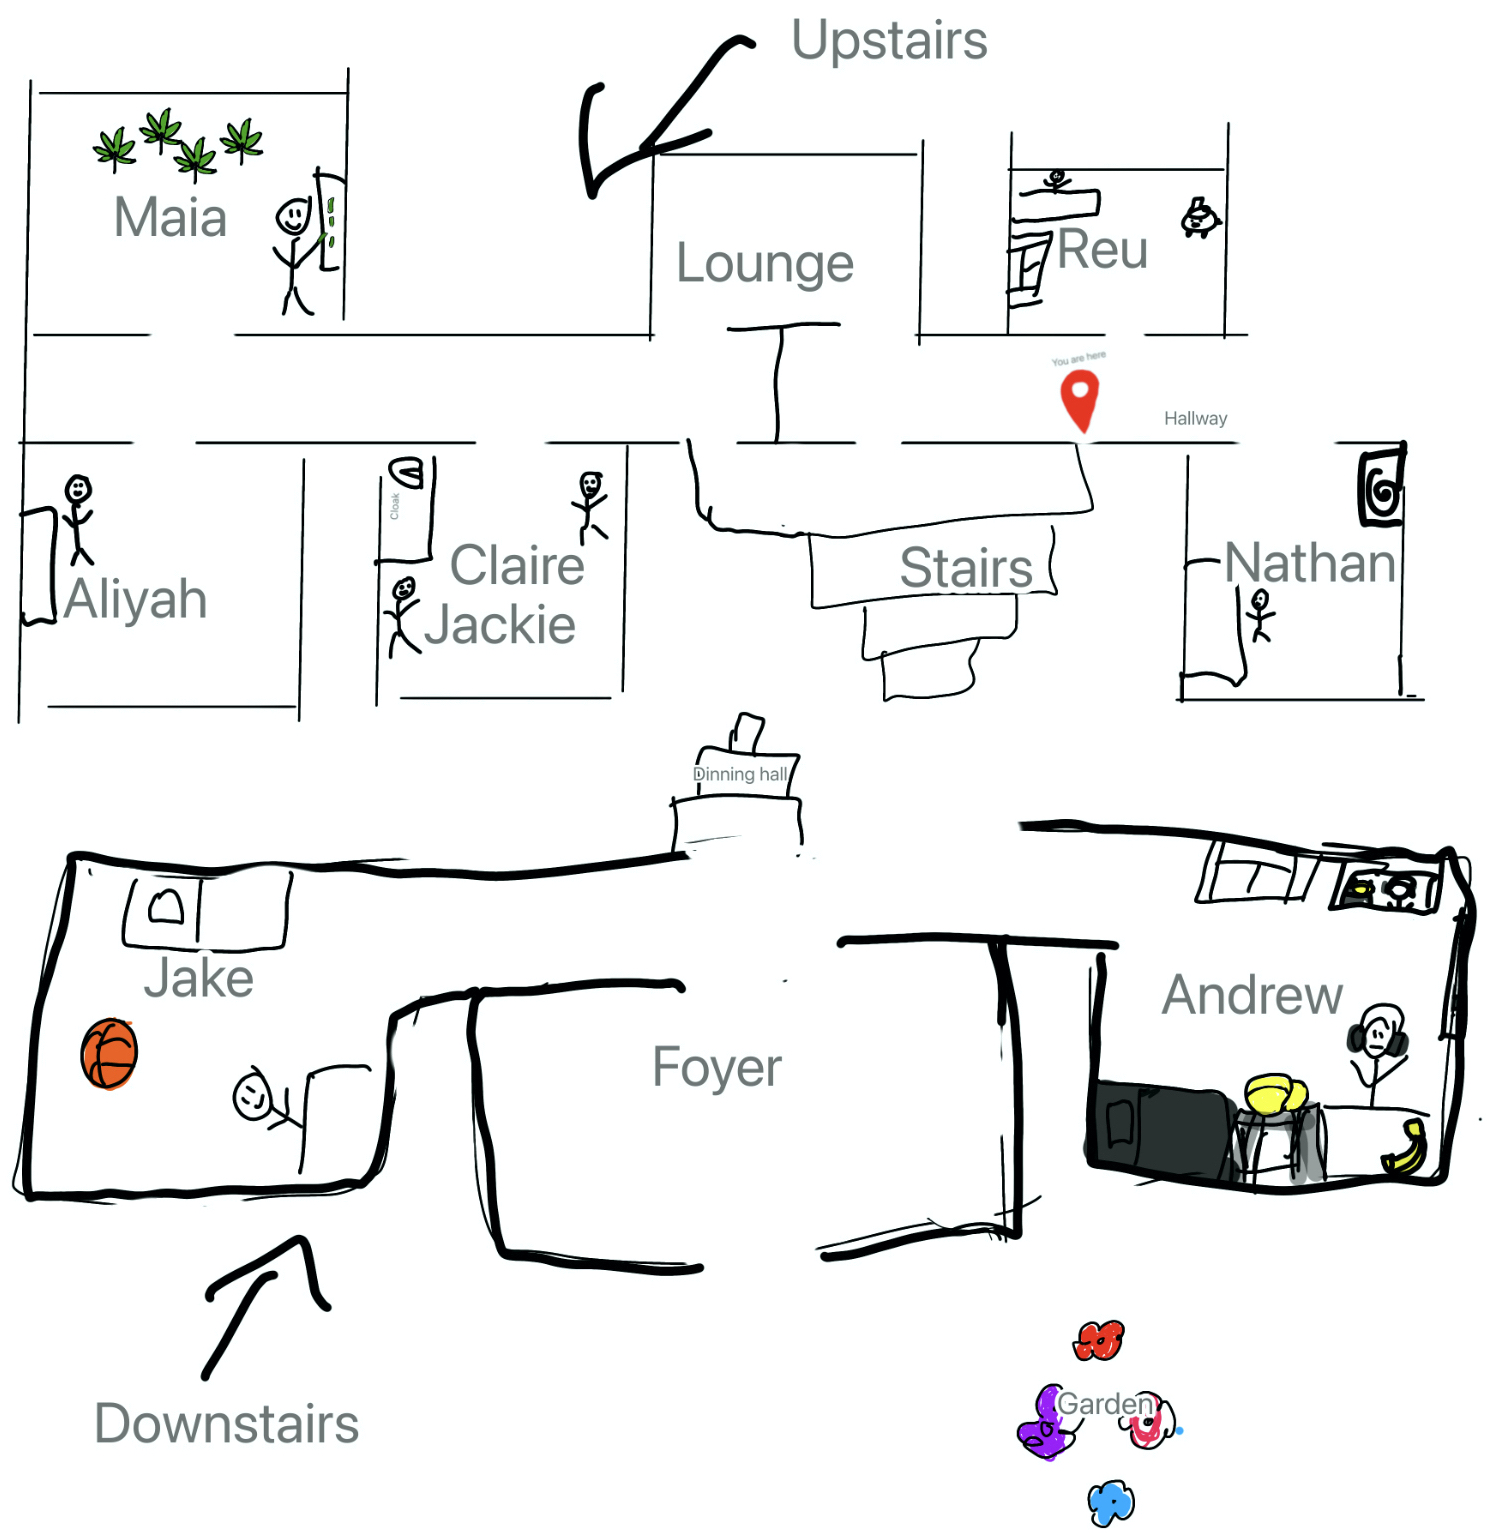 Upstairs
Maia
Lounge
Reu
You are here
Hallway
Cloak
Claire
Jackie
Aliyah
Stairs
Nathan
Dinning hall
Jake
Andrew
Foyer
Downstairs
Garden